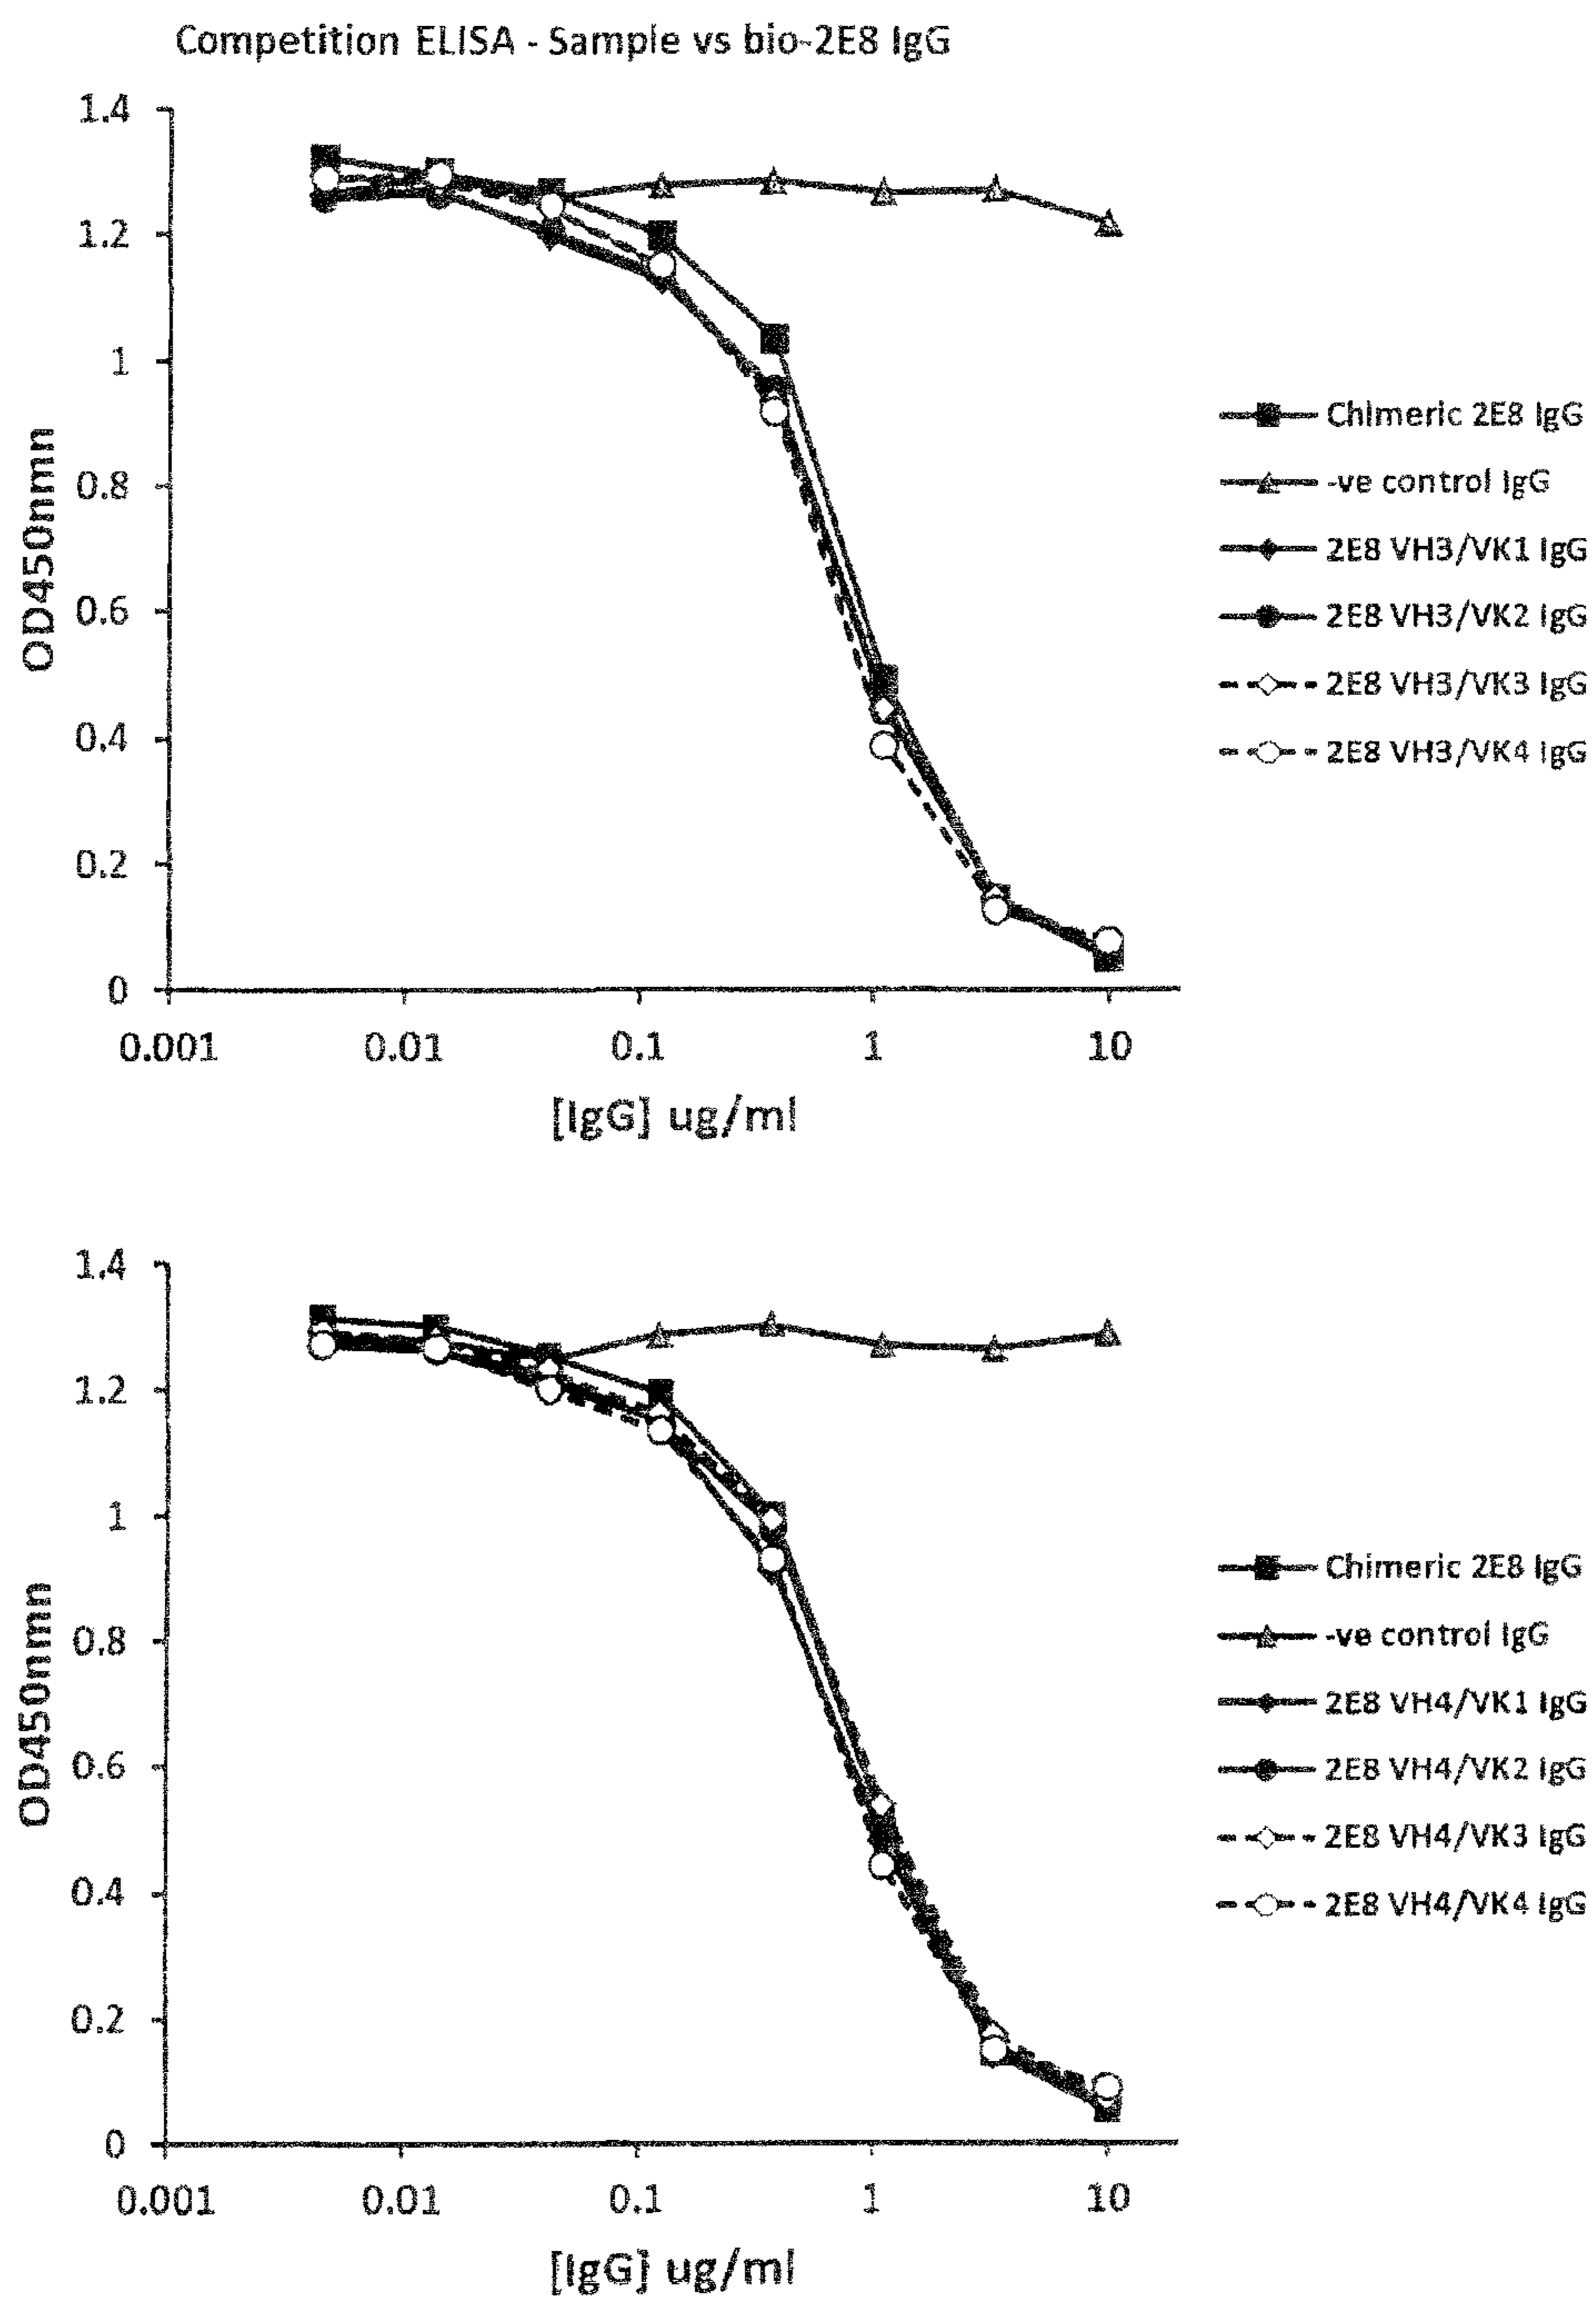 Competition ELISA - Sample vs bio-2E8 IgG
1.4
1.2
1
0.8
0.6
0.4
0.2
0
OD450nmn
0.001 0.01 0.1 1 10
[IgG] ug/ml
Chimeric 2E8 IgG
-ve control IgG
2E8 VH3/VK1 IgG
2E8 VH3/VK2 IgG
2E8 VH3/VK3 IgG
2E8 VH3/VK4 IgG
1.4
1.2
1
0.8
0.6
0.4
0.2
0
OD450nmn
0.001 0.01 0.1 1 10
[IgG] ug/ml
Chimeric 2E8 IgG
-ve control IgG
2E8 VH4/VK1 IgG
2E8 VH4/VK2 IgG
2E8 VH4/VK3 IgG
2E8 VH4/VK4 IgG